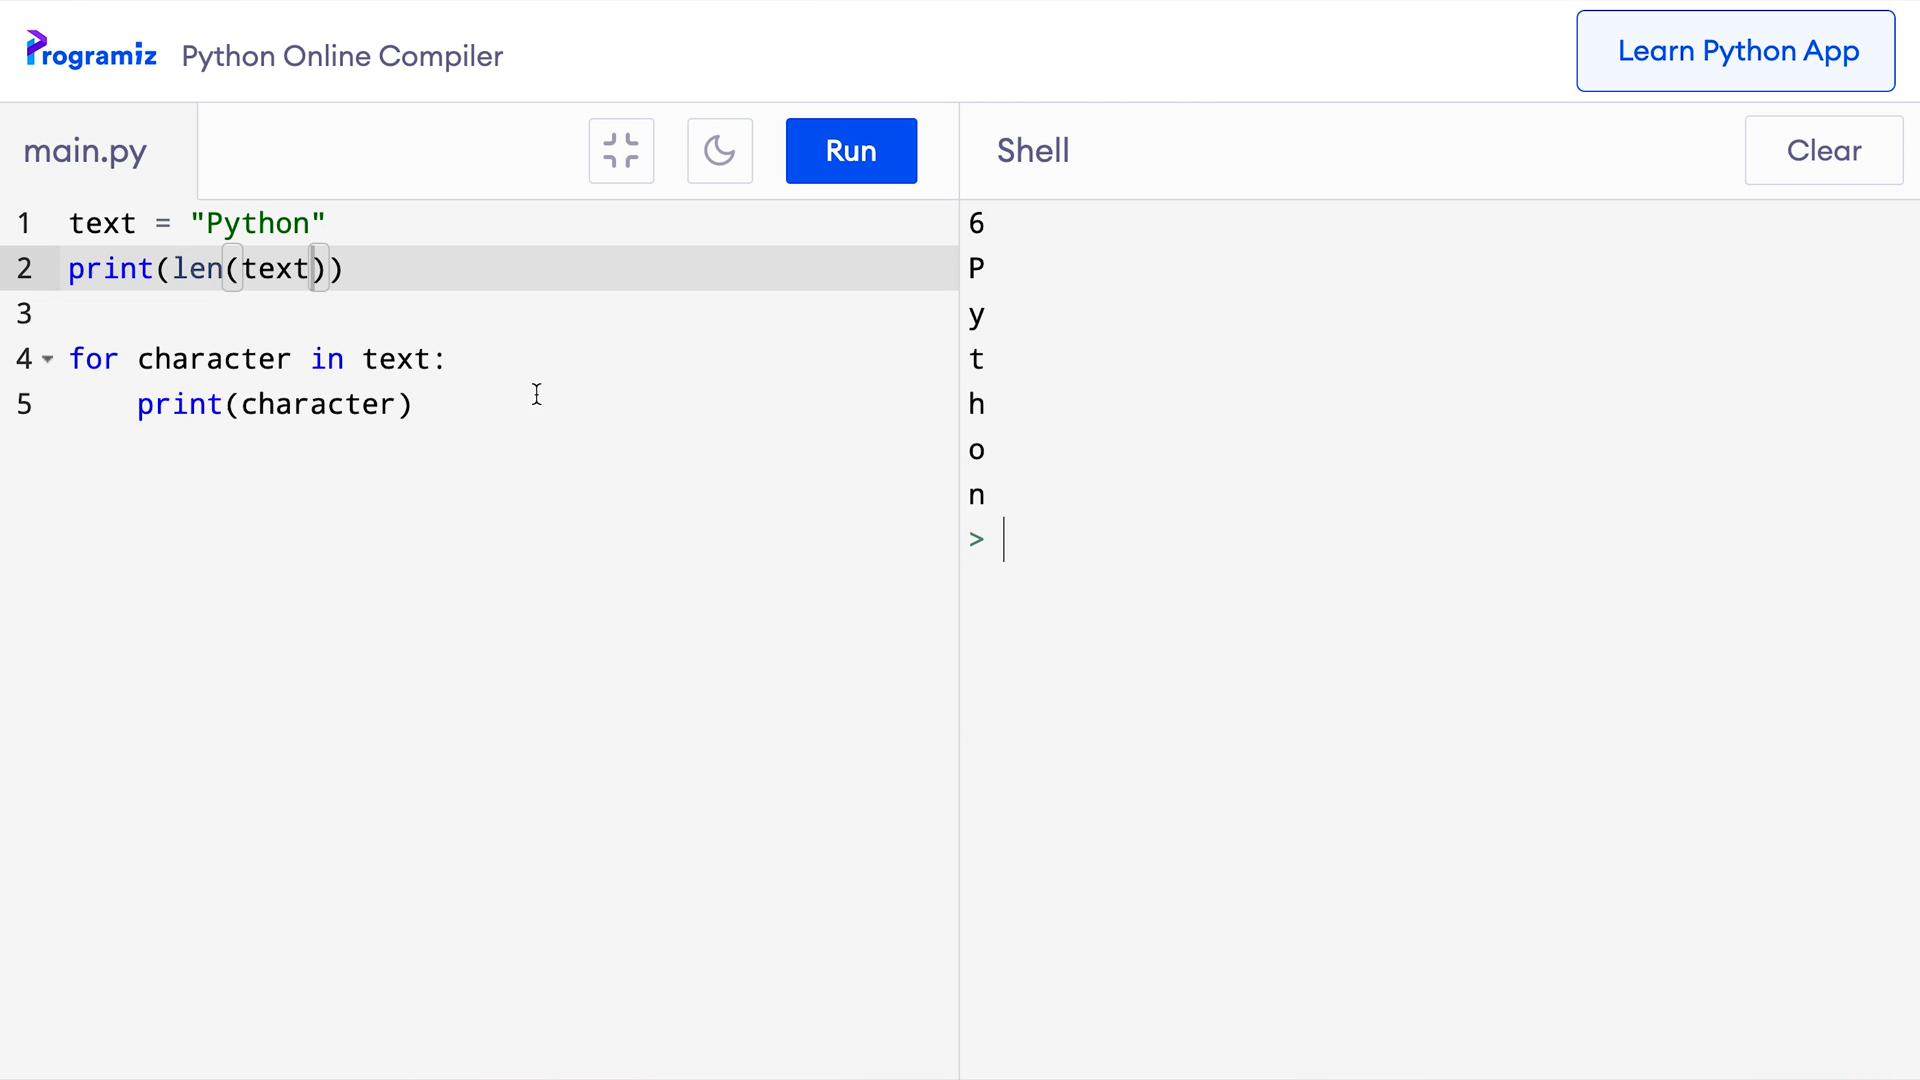 Programiz Python Online Compiler
Learn Python App
main.py
Run
Shell
Clear
1 text = "Python"
2 print(len(text))
3
4 for character in text:
5     print(character)
6
P
y
t
h
o
n
>